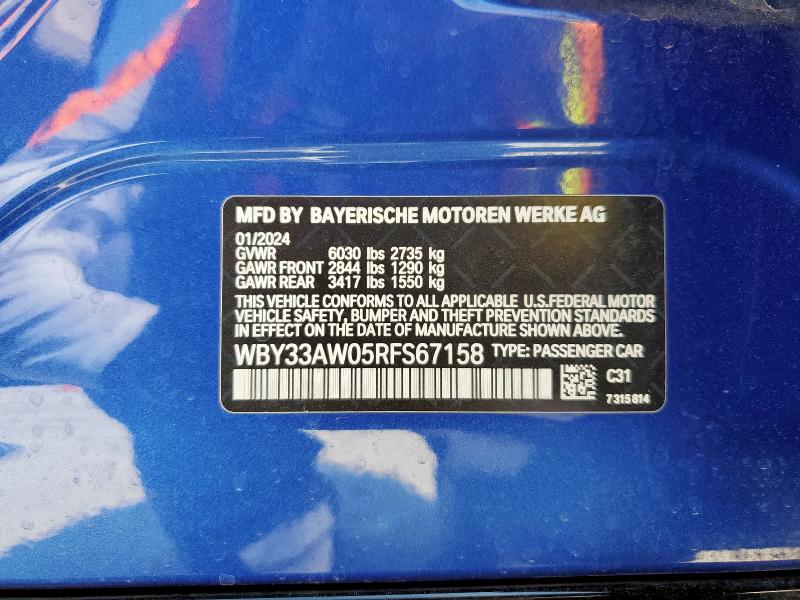 MFD BY BAYERISCHE MOTOREN WERKE AG
01/2024
GVWR 6030 lbs 2735 kg
GAWR FRONT 2844 lbs 1290 kg
GAWR REAR 3417 lbs 1550 kg
THIS VEHICLE CONFORMS TO ALL APPLICABLE U.S.FEDERAL MOTOR
VEHICLE SAFETY, BUMPER AND THEFT PREVENTION STANDARDS
IN EFFECT ON THE DATE OF MANUFACTURE SHOWN ABOVE.
WBY33AW05RFS67158 TYPE: PASSENGER CAR
C31
7315814